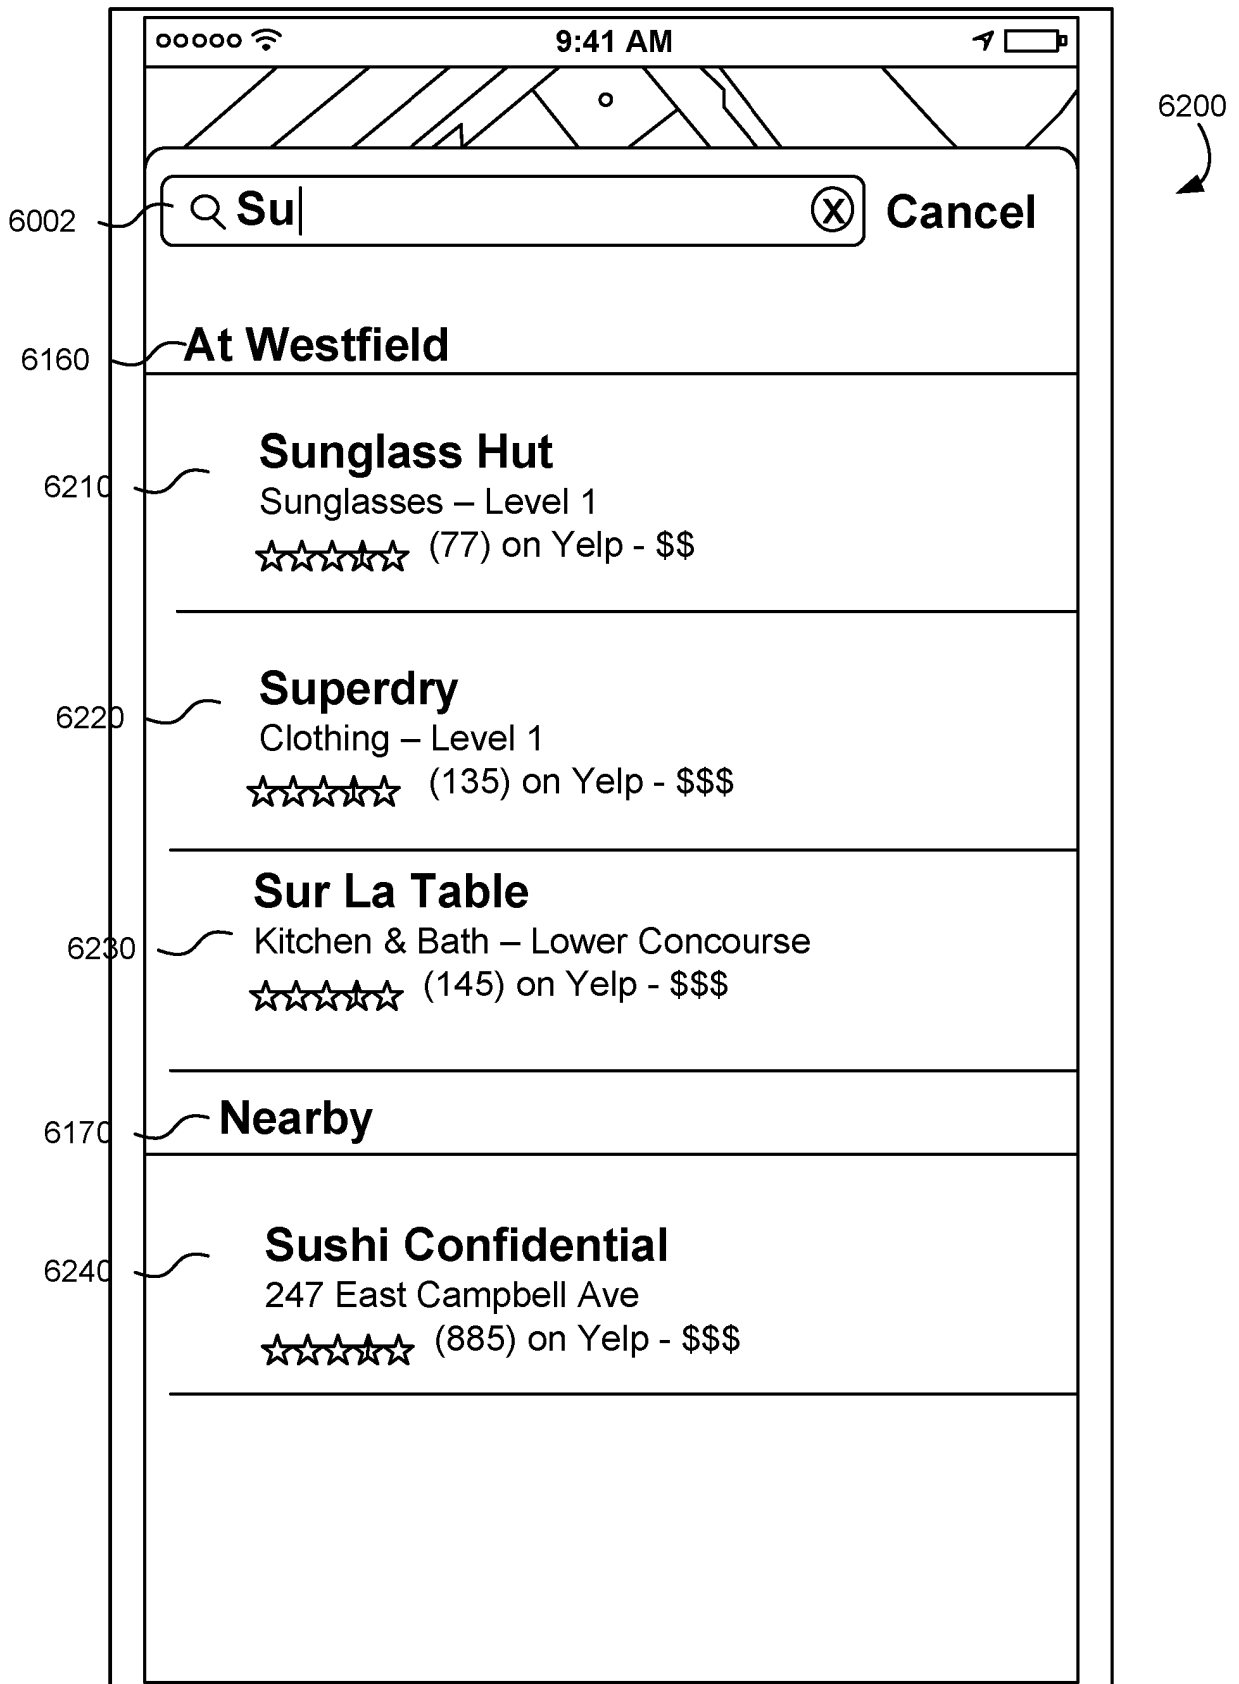 9:41 AM
6200
6002
Su
X
Cancel
6160
At Westfield
6210
Sunglass Hut
Sunglasses – Level 1
(77) on Yelp - $$
6220
Superdry
Clothing – Level 1
(135) on Yelp - $$$
6230
Sur La Table
Kitchen & Bath – Lower Concourse
(145) on Yelp - $$$
6170
Nearby
6240
Sushi Confidential
247 East Campbell Ave
(885) on Yelp - $$$